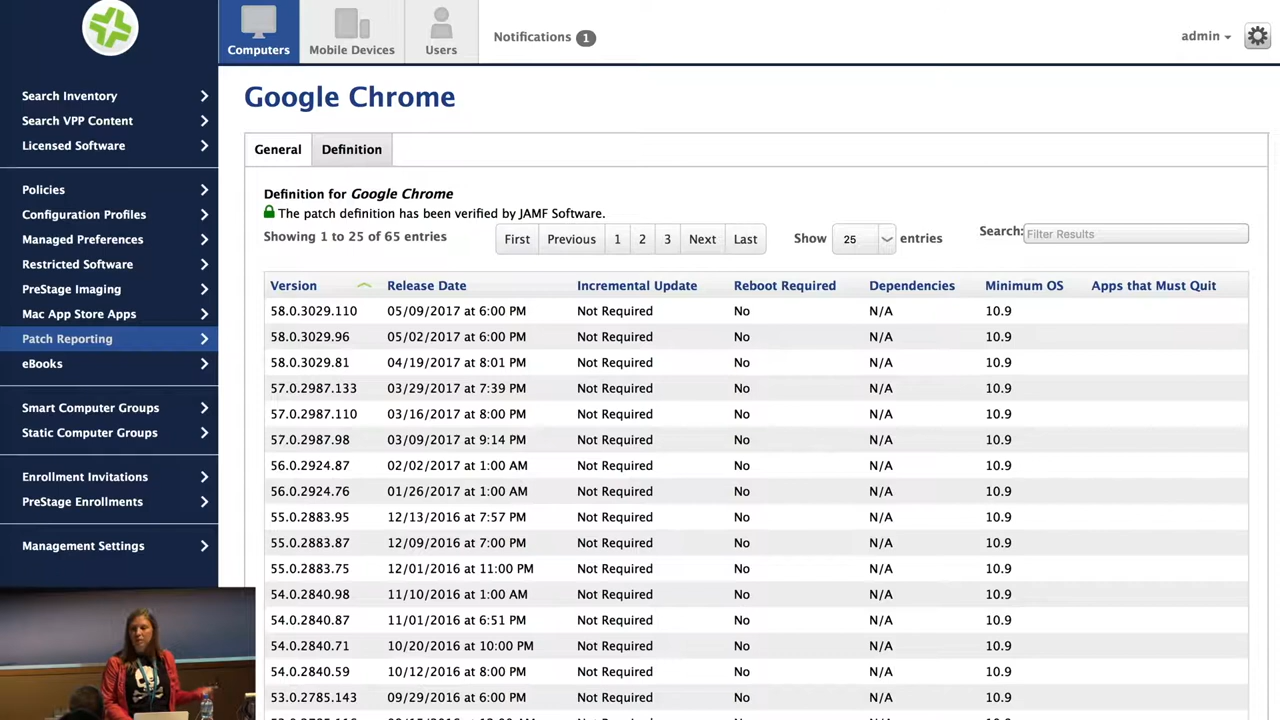 Computers
Mobile Devices
Users
Notifications 1
admin
Search Inventory
Search VPP Content
Licensed Software
Policies
Configuration Profiles
Managed Preferences
Restricted Software
PreStage Imaging
Mac App Store Apps
Patch Reporting
eBooks
Smart Computer Groups
Static Computer Groups
Enrollment Invitations
PreStage Enrollments
Management Settings
Google Chrome
General Definition
Definition for Google Chrome
The patch definition has been verified by JAMF Software.
Showing 1 to 25 of 65 entries First Previous 1 2 3 Next Last Show 25 entries Search: Filter Results
Version Release Date Incremental Update Reboot Required Dependencies Minimum OS Apps that Must Quit
58.0.3029.110 05/09/2017 at 6:00 PM Not Required No N/A 10.9
58.0.3029.96 05/02/2017 at 6:00 PM Not Required No N/A 10.9
58.0.3029.81 04/19/2017 at 8:01 PM Not Required No N/A 10.9
57.0.2987.133 03/29/2017 at 7:39 PM Not Required No N/A 10.9
57.0.2987.110 03/16/2017 at 8:00 PM Not Required No N/A 10.9
57.0.2987.98 03/09/2017 at 9:14 PM Not Required No N/A 10.9
56.0.2924.87 02/02/2017 at 1:00 AM Not Required No N/A 10.9
56.0.2924.76 01/26/2017 at 1:00 AM Not Required No N/A 10.9
55.0.2883.95 12/13/2016 at 7:57 PM Not Required No N/A 10.9
55.0.2883.87 12/09/2016 at 7:00 PM Not Required No N/A 10.9
55.0.2883.75 12/01/2016 at 11:00 PM Not Required No N/A 10.9
54.0.2840.98 11/10/2016 at 1:00 AM Not Required No N/A 10.9
54.0.2840.87 11/01/2016 at 6:51 PM Not Required No N/A 10.9
54.0.2840.71 10/20/2016 at 10:00 PM Not Required No N/A 10.9
54.0.2840.59 10/12/2016 at 8:00 PM Not Required No N/A 10.9
53.0.2785.143 09/29/2016 at 6:00 PM Not Required No N/A 10.9